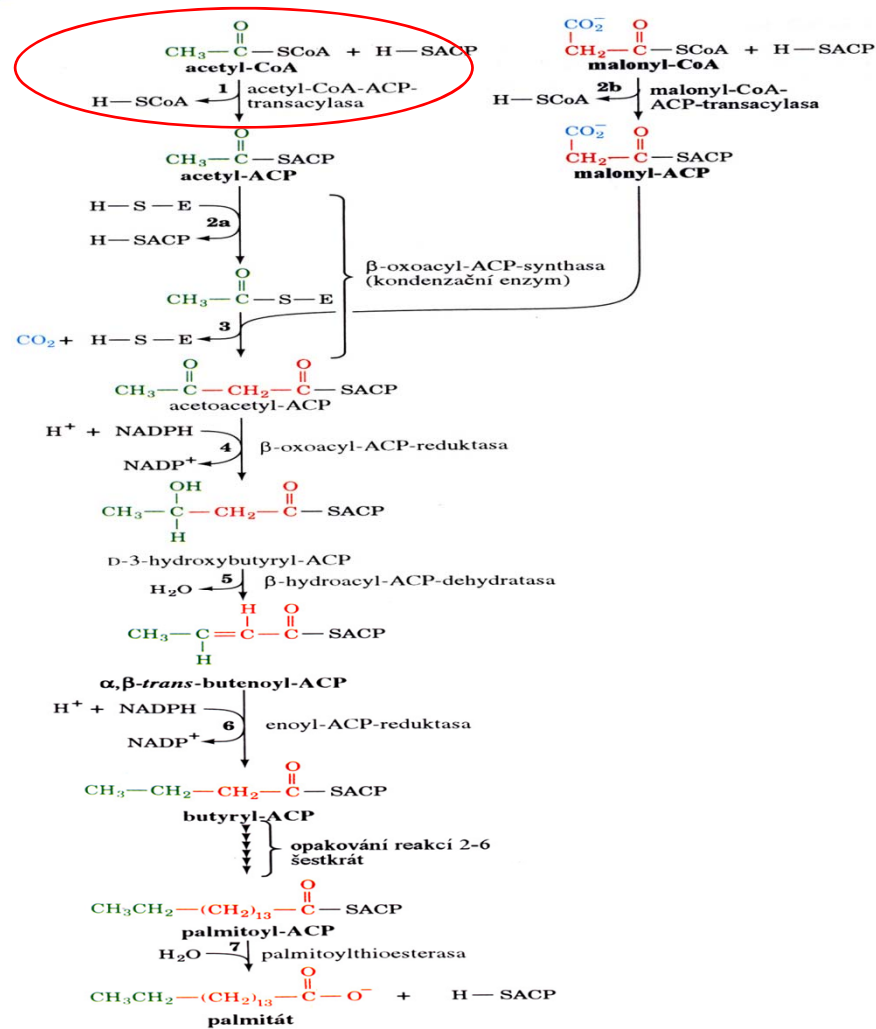 O
CH₃—C—SCoA + H—SACP
acetyl-CoA
1 acetyl-CoA-ACP-
H—SCoA transacylasa
O
CH₃—C—SACP
acetyl-ACP
CO₂⁻ O
CH₂—C—SCoA + H—SACP
malonyl-CoA
2b malonyl-CoA-
H—SCoA ACP-transacylasa
CO₂⁻ O
CH₂—C—SACP
malonyl-ACP
H—S—E
2a
H—SACP
β-oxoacyl-ACP-synthasa
(kondenzační enzym)
O
CH₃—C—S—E
3
CO₂ + H—S—E
O O
CH₃—C—CH₂—C—SACP
acetoacetyl-ACP
H⁺ + NADPH
4 β-oxoacyl-ACP-reduktasa
NADP⁺
OH O
CH₃—C—CH₂—C—SACP
H
D-3-hydroxybutyryl-ACP
5 β-hydroacyl-ACP-dehydratasa
H₂O
H O
CH₃—C=C—C—SACP
H
α,β-trans-butenoyl-ACP
H⁺ + NADPH
6 enoyl-ACP-reduktasa
NADP⁺
O
CH₃—CH₂—CH₂—C—SACP
butyryl-ACP
opakování reakcí 2-6
šestkrát
O
CH₃CH₂—(CH₂)₁₃—C—SACP
palmitoyl-ACP
7
H₂O palmitoylthioesterasa
O
CH₃CH₂—(CH₂)₁₃—C—O⁻ + H—SACP
palmitát